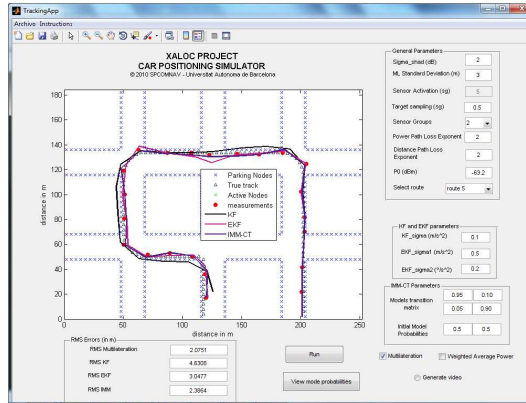 TrackingApp
Archive Instructions
XALOC PROJECT
CAR POSITIONING SIMULATOR
© 2010 SPCOMNAV - Universitat Autonoma de Barcelona
180
160
140
120
100
80
60
40
20
0
distance in m
0
50
100
150
200
250
distance in m
Parking Nodes
True track
Active Nodes
measurements
KF
EKF
IMM-CT
General Parameters
Sigma_shad (dB)
2
ML Standard Deviation (m)
3
Sensor Activation (sg)
5
Target sampling (sg)
0.5
Sensor Groups
2
Power Path Loss Exponent
2
Distance Path Loss
Exponent
2
P0 (dBm)
-63.2
Select route
route 5
KF and EKF parameters
KF_sigma (m/s^2)
0.1
EKF_sigma1 (m/s^2)
0.5
EKF_sigma2 (º/s^2)
0.2
IMM-CT Parameters
Models transition
matrix
0.95 0.10
0.05 0.90
Initial Model
Probabilities
0.5 0.5
RMS Errors (in m)
RMS Multilateration
2.0751
RMS KF
4.6308
RMS EKF
3.0477
RMS IMM
2.3864
Run
View mode probabilities
Multilateration
Weighted Average Power
Generate video